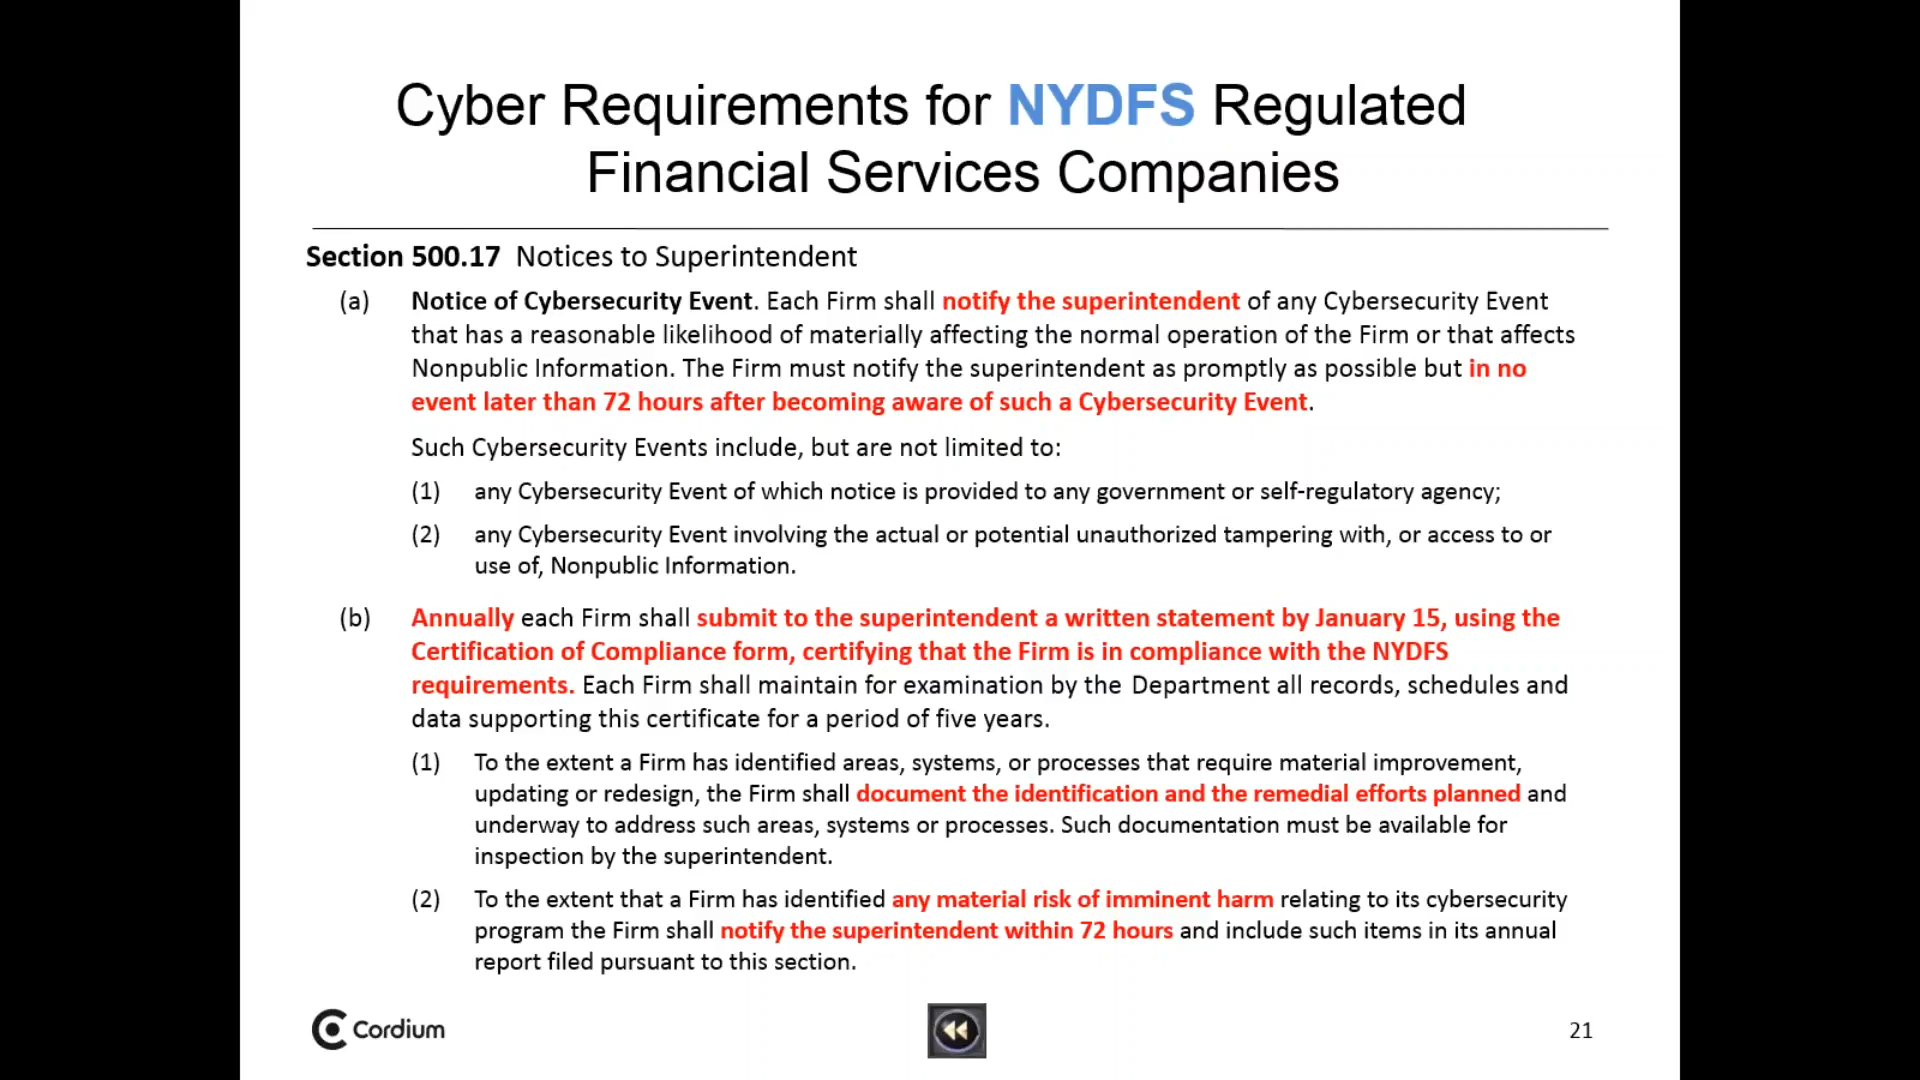 Cyber Requirements for NYDFS Regulated
Financial Services Companies
Section 500.17 Notices to Superintendent
(a) Notice of Cybersecurity Event. Each Firm shall notify the superintendent of any Cybersecurity Event
that has a reasonable likelihood of materially affecting the normal operation of the Firm or that affects
Nonpublic Information. The Firm must notify the superintendent as promptly as possible but in no
event later than 72 hours after becoming aware of such a Cybersecurity Event.
Such Cybersecurity Events include, but are not limited to:
(1) any Cybersecurity Event of which notice is provided to any government or self-regulatory agency;
(2) any Cybersecurity Event involving the actual or potential unauthorized tampering with, or access to or
use of, Nonpublic Information.
(b) Annually each Firm shall submit to the superintendent a written statement by January 15, using the
Certification of Compliance form, certifying that the Firm is in compliance with the NYDFS
requirements. Each Firm shall maintain for examination by the Department all records, schedules and
data supporting this certificate for a period of five years.
(1) To the extent a Firm has identified areas, systems, or processes that require material improvement,
updating or redesign, the Firm shall document the identification and the remedial efforts planned and
underway to address such areas, systems or processes. Such documentation must be available for
inspection by the superintendent.
(2) To the extent that a Firm has identified any material risk of imminent harm relating to its cybersecurity
program the Firm shall notify the superintendent within 72 hours and include such items in its annual
report filed pursuant to this section.
Cordium
21